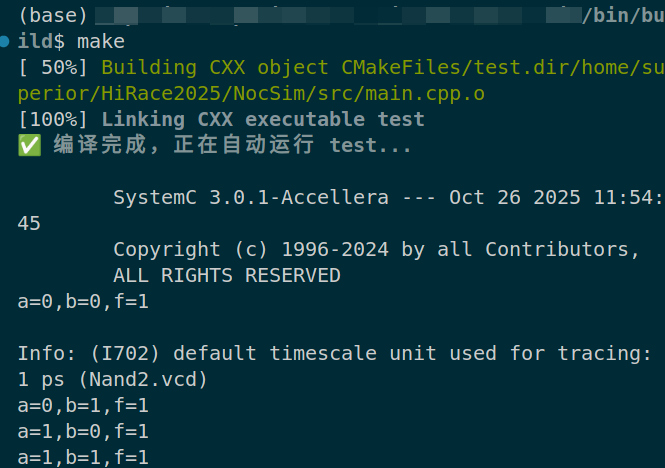 (base) /bin/bu
ild$ make
[ 50%] Building CXX object CMakeFiles/test.dir/home/su
perior/HiRace2025/NocSim/src/main.cpp.o
[100%] Linking CXX executable test
✅ 编译完成，正在自动运行 test...
SystemC 3.0.1-Accellera --- Oct 26 2025 11:54:
45
Copyright (c) 1996-2024 by all Contributors,
ALL RIGHTS RESERVED
a=0,b=0,f=1
Info: (I702) default timescale unit used for tracing:
1 ps (Nand2.vcd)
a=0,b=1,f=1
a=1,b=0,f=1
a=1,b=1,f=1